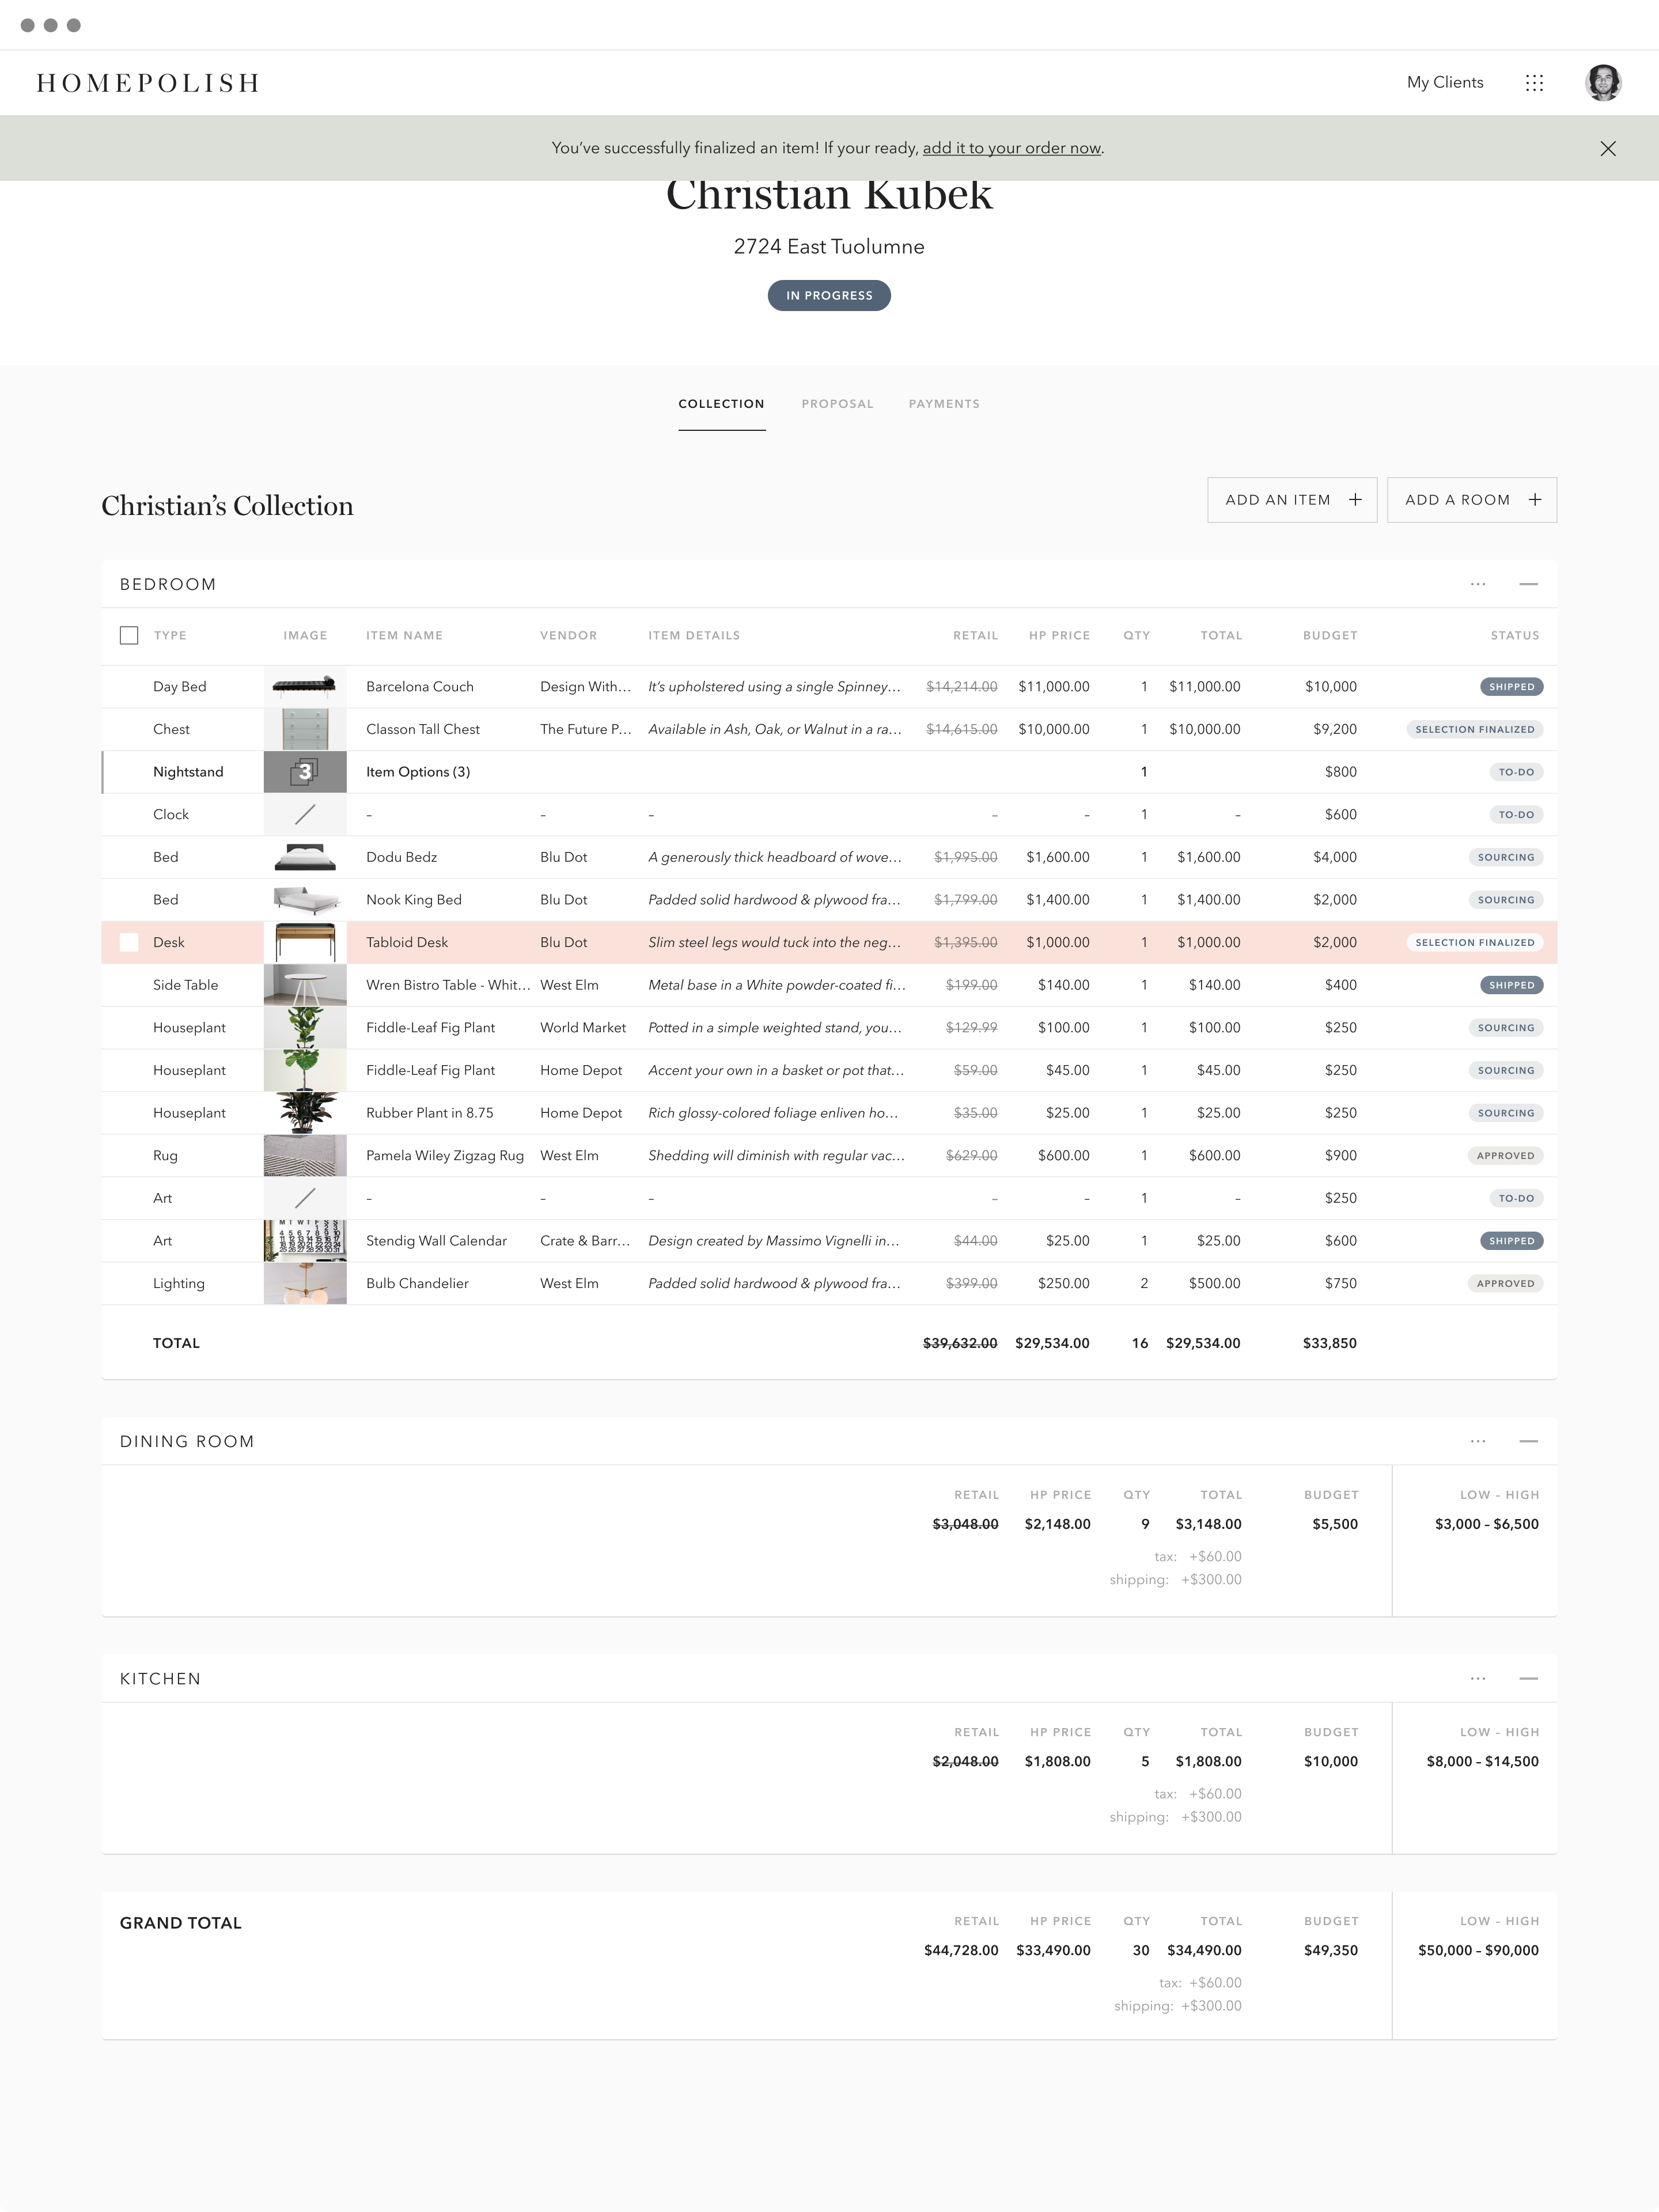 HOMEPOLISH My Clients
You’ve successfully finalized an item! If your ready, add it to your order now.
Christian Kubek
2724 East Tuolumne
IN PROGRESS
COLLECTION PROPOSAL PAYMENTS
Christian’s Collection ADD AN ITEM + ADD A ROOM +
BEDROOM
TYPE IMAGE ITEM NAME VENDOR ITEM DETAILS RETAIL HP PRICE QTY TOTAL BUDGET STATUS
Day Bed Barcelona Couch Design With… It’s upholstered using a single Spinney… $14,214.00 $11,000.00 1 $11,000.00 $10,000 SHIPPED
Chest Classon Tall Chest The Future P… Available in Ash, Oak, or Walnut in a ra… $14,615.00 $10,000.00 1 $10,000.00 $9,200 SELECTION FINALIZED
Nightstand 3 Item Options (3) 1 $800 TO-DO
Clock – – – – – 1 – $600 TO-DO
Bed Dodu Bedz Blu Dot A generously thick headboard of wove… $1,995.00 $1,600.00 1 $1,600.00 $4,000 SOURCING
Bed Nook King Bed Blu Dot Padded solid hardwood & plywood fra… $1,799.00 $1,400.00 1 $1,400.00 $2,000 SOURCING
Desk Tabloid Desk Blu Dot Slim steel legs would tuck into the neg… $1,395.00 $1,000.00 1 $1,000.00 $2,000 SELECTION FINALIZED
Side Table Wren Bistro Table - Whit… West Elm Metal base in a White powder-coated fi… $199.00 $140.00 1 $140.00 $400 SHIPPED
Houseplant Fiddle-Leaf Fig Plant World Market Potted in a simple weighted stand, you… $129.99 $100.00 1 $100.00 $250 SOURCING
Houseplant Fiddle-Leaf Fig Plant Home Depot Accent your own in a basket or pot that… $59.00 $45.00 1 $45.00 $250 SOURCING
Houseplant Rubber Plant in 8.75 Home Depot Rich glossy-colored foliage enliven ho… $35.00 $25.00 1 $25.00 $250 SOURCING
Rug Pamela Wiley Zigzag Rug West Elm Shedding will diminish with regular vac… $629.00 $600.00 1 $600.00 $900 APPROVED
Art – – – – – 1 – $250 TO-DO
Art Stendig Wall Calendar Crate & Barr… Design created by Massimo Vignelli in… $44.00 $25.00 1 $25.00 $600 SHIPPED
Lighting Bulb Chandelier West Elm Padded solid hardwood & plywood fra… $399.00 $250.00 2 $500.00 $750 APPROVED
TOTAL $39,632.00 $29,534.00 16 $29,534.00 $33,850
DINING ROOM
RETAIL HP PRICE QTY TOTAL BUDGET LOW – HIGH
$3,048.00 $2,148.00 9 $3,148.00 $5,500 $3,000 – $6,500
tax: +$60.00
shipping: +$300.00
KITCHEN
RETAIL HP PRICE QTY TOTAL BUDGET LOW – HIGH
$2,048.00 $1,808.00 5 $1,808.00 $10,000 $8,000 – $14,500
tax: +$60.00
shipping: +$300.00
GRAND TOTAL RETAIL HP PRICE QTY TOTAL BUDGET LOW – HIGH
$44,728.00 $33,490.00 30 $34,490.00 $49,350 $50,000 – $90,000
tax: +$60.00
shipping: +$300.00